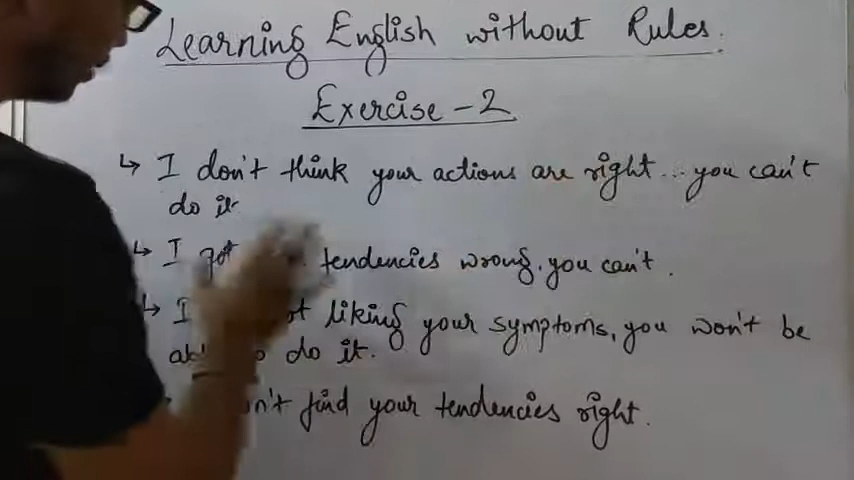 Learning English without Rules.
Exercise - 2
↳ I don't think your actions are right...you can't
do it
↳ I got tendencies wrong, you can't.
↳ I liking your symptoms, you won't be
do it.
find your tendencies right.